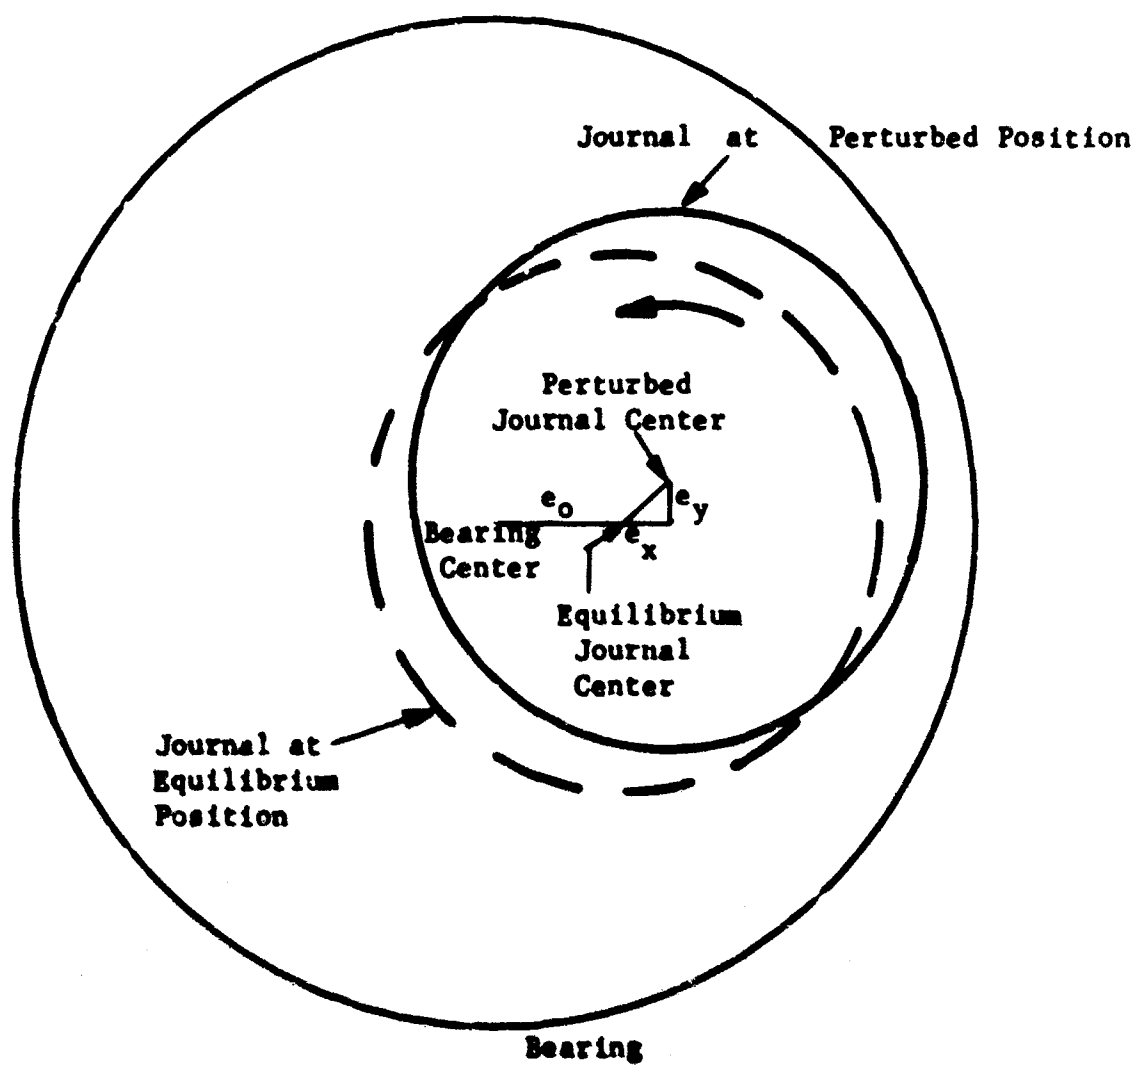 Journal at Perturbed Position
Perturbed
Journal Center
e_o
e_y
Bearing
Center
e_x
Equilibrium
Journal
Center
Journal at
Equilibrium
Position
Bearing